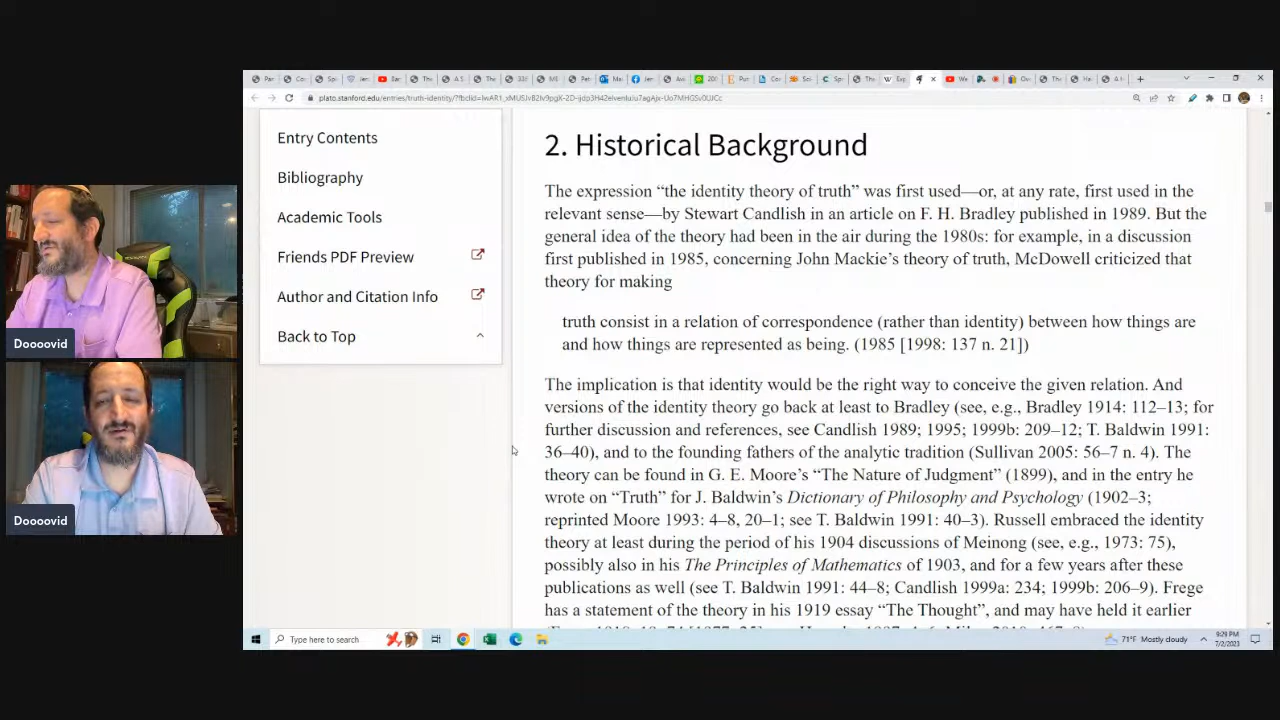 plato.stanford.edu/entries/truth-identity/
Entry Contents
Bibliography
Academic Tools
Friends PDF Preview
Author and Citation Info
Back to Top
2. Historical Background
The expression “the identity theory of truth” was first used—or, at any rate, first used in the
relevant sense—by Stewart Candlish in an article on F. H. Bradley published in 1989. But the
general idea of the theory had been in the air during the 1980s: for example, in a discussion
first published in 1985, concerning John Mackie’s theory of truth, McDowell criticized that
theory for making
truth consist in a relation of correspondence (rather than identity) between how things are
and how things are represented as being. (1985 [1998: 137 n. 21])
The implication is that identity would be the right way to conceive the given relation. And
versions of the identity theory go back at least to Bradley (see, e.g., Bradley 1914: 112–13; for
further discussion and references, see Candlish 1989; 1995; 1999b: 209–12; T. Baldwin 1991:
36–40), and to the founding fathers of the analytic tradition (Sullivan 2005: 56–7 n. 4). The
theory can be found in G. E. Moore’s “The Nature of Judgment” (1899), and in the entry he
wrote on “Truth” for J. Baldwin’s Dictionary of Philosophy and Psychology (1902–3;
reprinted Moore 1993: 4–8, 20–1; see T. Baldwin 1991: 40–3). Russell embraced the identity
theory at least during the period of his 1904 discussions of Meinong (see, e.g., 1973: 75),
possibly also in his The Principles of Mathematics of 1903, and for a few years after these
publications as well (see T. Baldwin 1991: 44–8; Candlish 1999a: 234; 1999b: 206–9). Frege
has a statement of the theory in his 1919 essay “The Thought”, and may have held it earlier
Doooovid
Doooovid
Type here to search
71°F Mostly cloudy
9:29 PM
7/2/2023